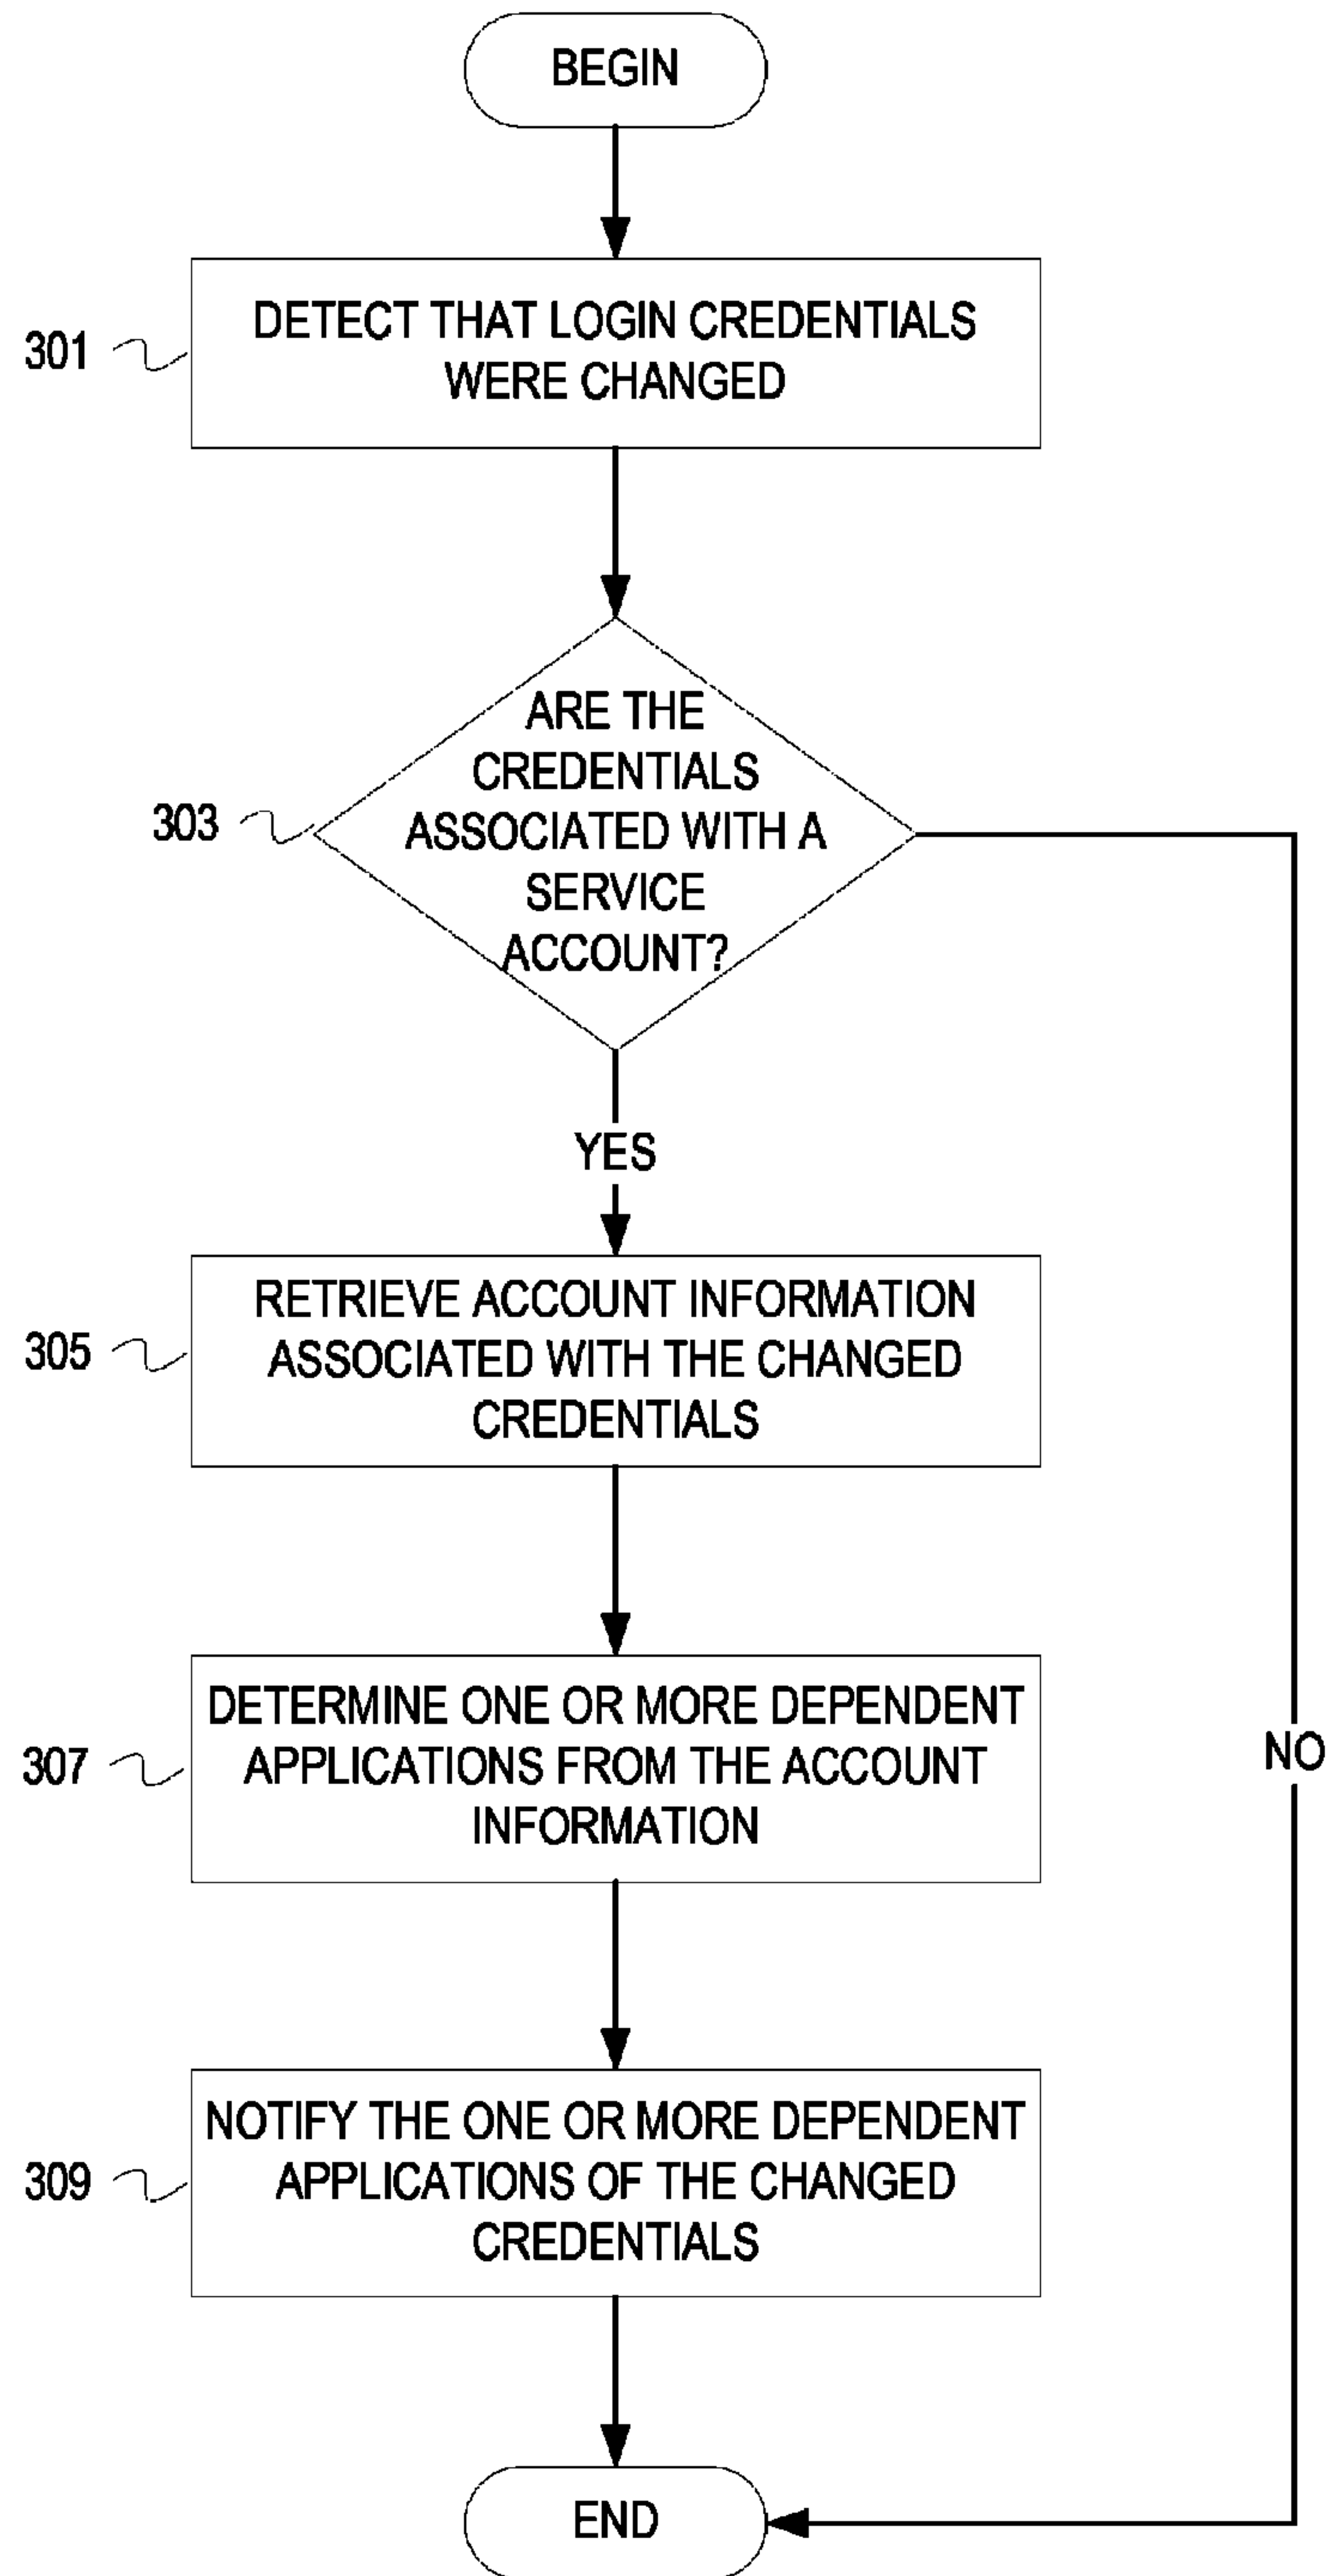 BEGIN
301
DETECT THAT LOGIN CREDENTIALS
WERE CHANGED
303
ARE THE
CREDENTIALS
ASSOCIATED WITH A
SERVICE
ACCOUNT?
YES
305
RETRIEVE ACCOUNT INFORMATION
ASSOCIATED WITH THE CHANGED
CREDENTIALS
307
DETERMINE ONE OR MORE DEPENDENT
APPLICATIONS FROM THE ACCOUNT
INFORMATION
NO
309
NOTIFY THE ONE OR MORE DEPENDENT
APPLICATIONS OF THE CHANGED
CREDENTIALS
END